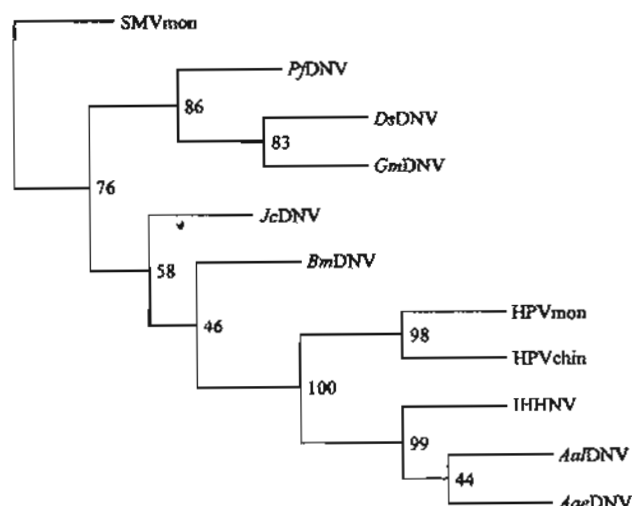 SMVmon
PfDNV
86
DsDNV
83
GmDNV
76
JcDNV
58
BmDNV
46
HPVmon
98
HPVchin
100
IHHNV
99
AalDNV
44
AaeDNV